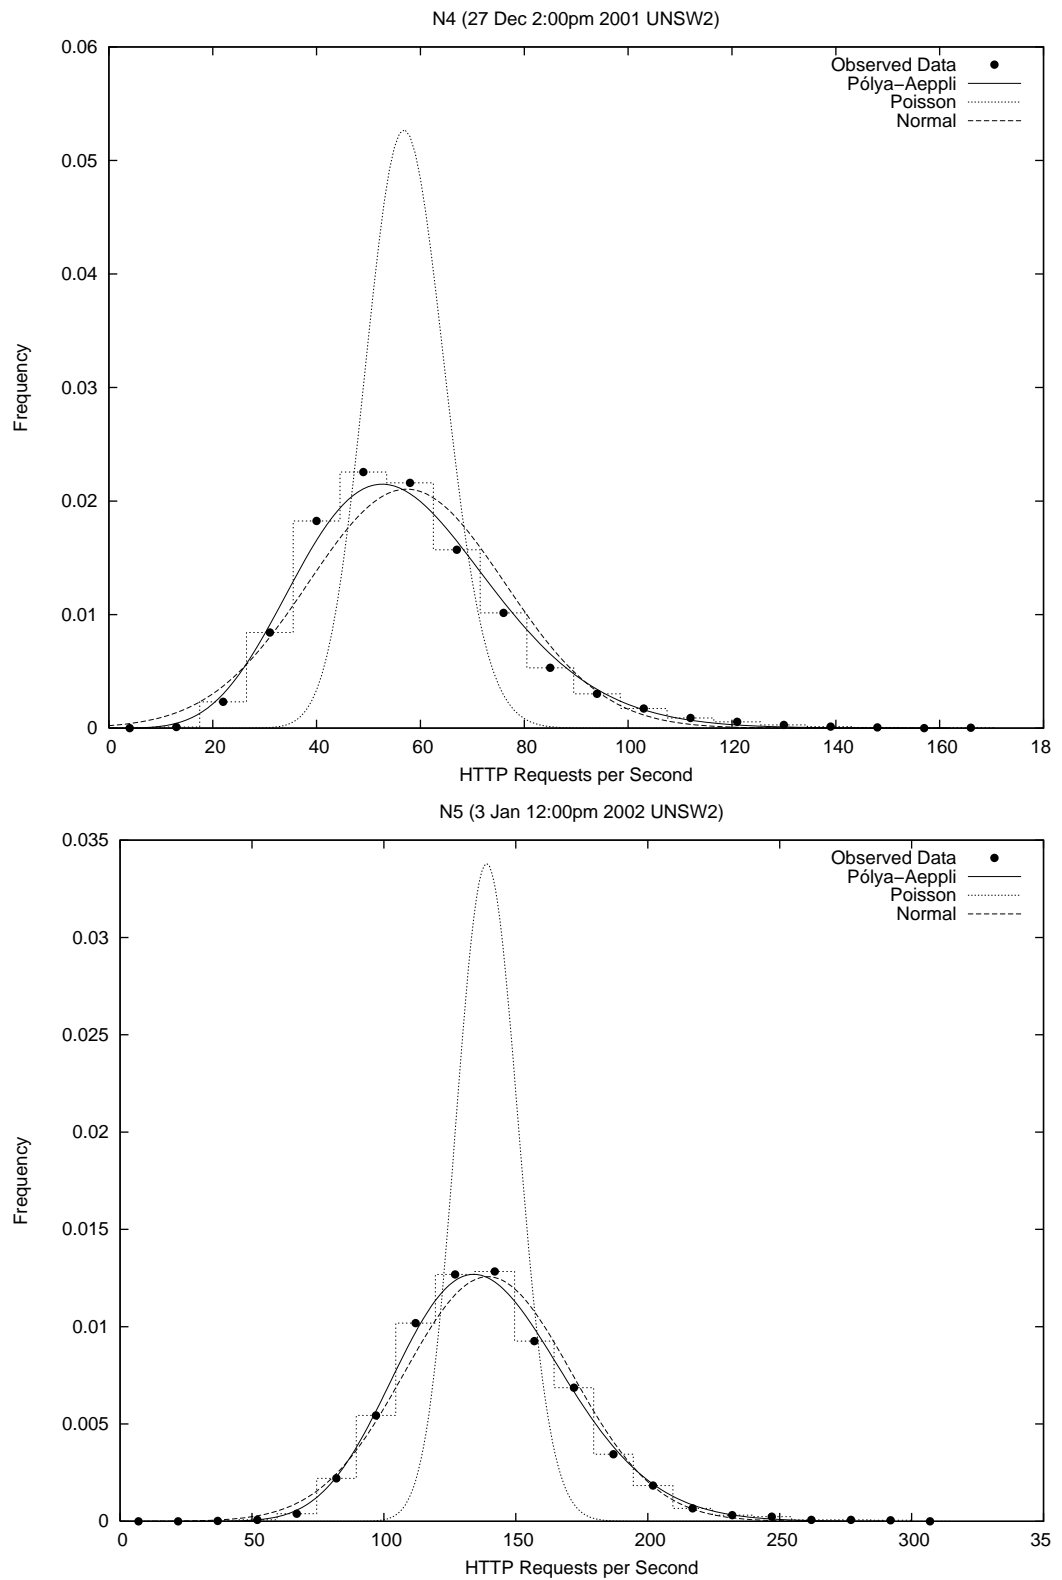 N4 (27 Dec 2:00pm 2001 UNSW2)
0.06
0.05
0.04
0.03
0.02
0.01
0
Frequency
Observed Data
Pólya−Aeppli
Poisson
Normal
0 20 40 60 80 100 120 140 160 18
HTTP Requests per Second
N5 (3 Jan 12:00pm 2002 UNSW2)
0.035
0.03
0.025
0.02
0.015
0.01
0.005
0
Frequency
Observed Data
Pólya−Aeppli
Poisson
Normal
0 50 100 150 200 250 300 35
HTTP Requests per Second